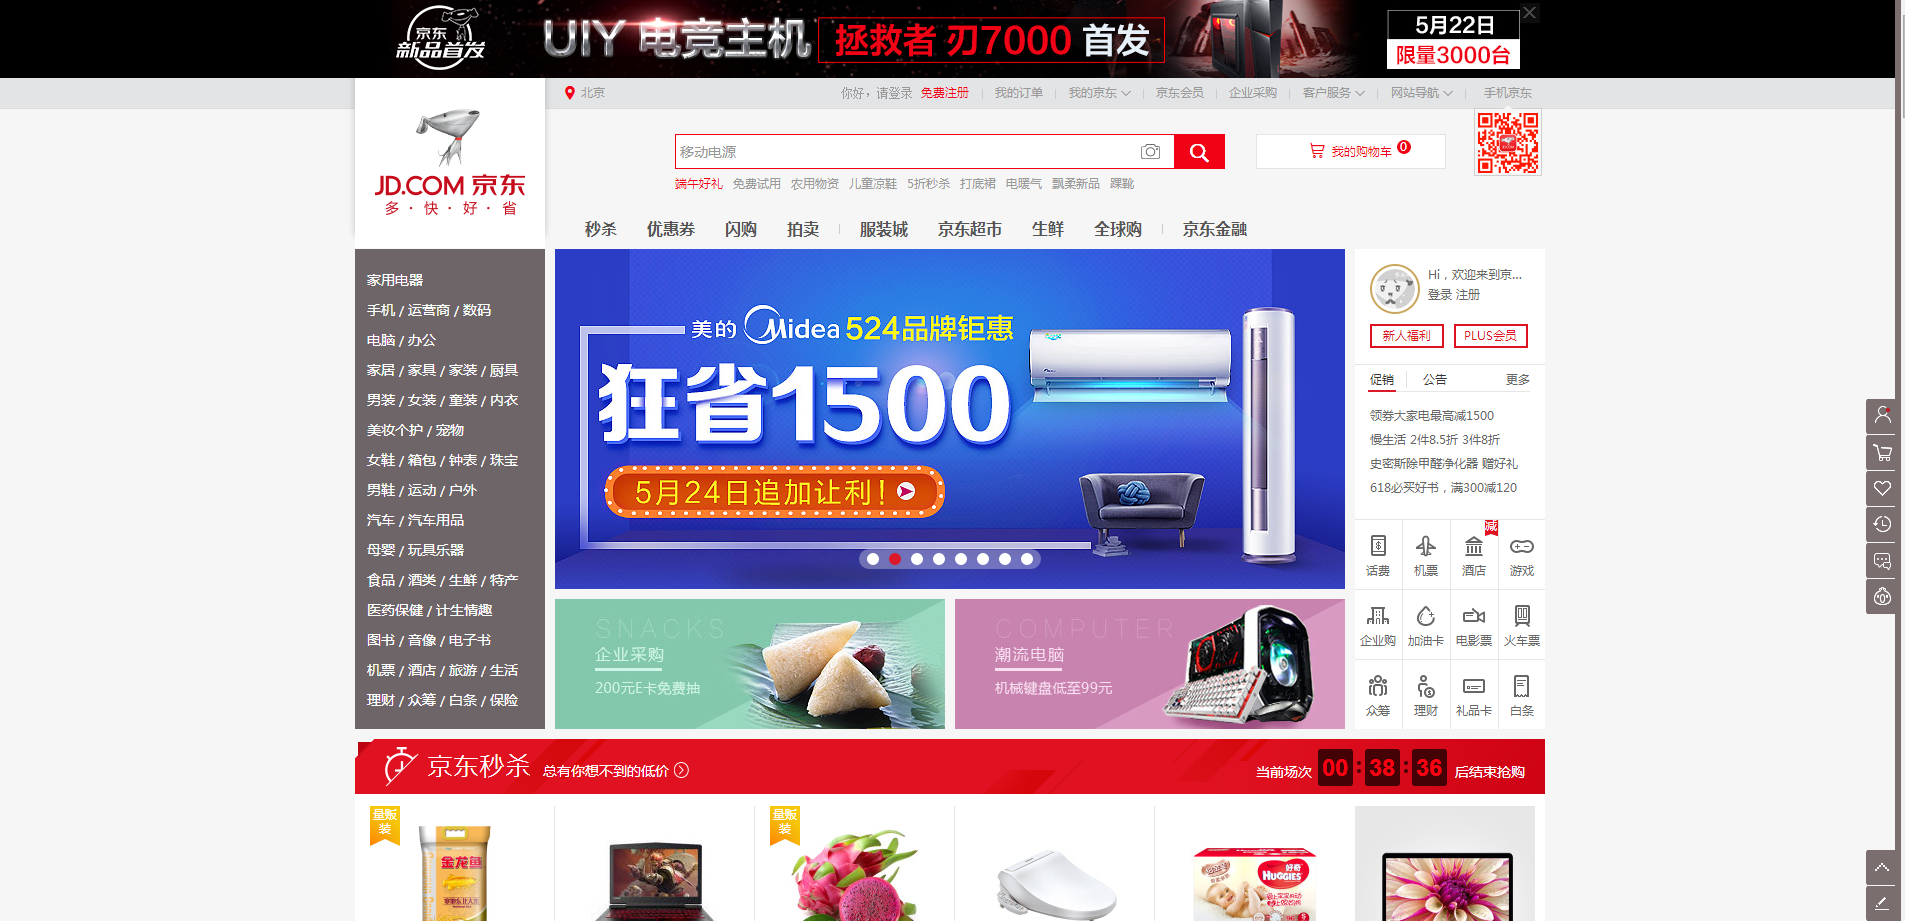 京东
新品首发
UIY 电竞主机
拯救者 刃7000 首发
5月22日
限量3000台
北京
你好，请登录 免费注册
我的订单
我的京东
京东会员
企业采购
客户服务
网站导航
手机京东
JD.COM 京东
多·快·好·省
移动电源
我的购物车 0
端午好礼 免费试用 农用物资 儿童凉鞋 5折秒杀 打底裙 电暖气 飘柔新品 踝靴
秒杀 优惠券 闪购 拍卖 服装城 京东超市 生鲜 全球购 京东金融
家用电器
手机 / 运营商 / 数码
电脑 / 办公
家居 / 家具 / 家装 / 厨具
男装 / 女装 / 童装 / 内衣
美妆个护 / 宠物
女鞋 / 箱包 / 钟表 / 珠宝
男鞋 / 运动 / 户外
汽车 / 汽车用品
母婴 / 玩具乐器
食品 / 酒类 / 生鲜 / 特产
医药保健 / 计生情趣
图书 / 音像 / 电子书
机票 / 酒店 / 旅游 / 生活
理财 / 众筹 / 白条 / 保险
美的 Midea 524品牌钜惠
狂省1500
5月24日追加让利！
SNACKS
企业采购
200元E卡免费抽
COMPUTER
潮流电脑
机械键盘低至99元
Hi，欢迎来到京...
登录 注册
新人福利 PLUS会员
促销 公告 更多
领券大家电最高减1500
慢生活 2件8.5折 3件8折
史密斯除甲醛净化器 赠好礼
618必买好书，满300减120
减
话费 机票 酒店 游戏
企业购 加油卡 电影票 火车票
众筹 理财 礼品卡 白条
京东秒杀 总有你想不到的低价
当前场次 00 : 38 : 36 后结束抢购
量贩
装
金龙鱼
量贩
装
好奇
HUGGIES